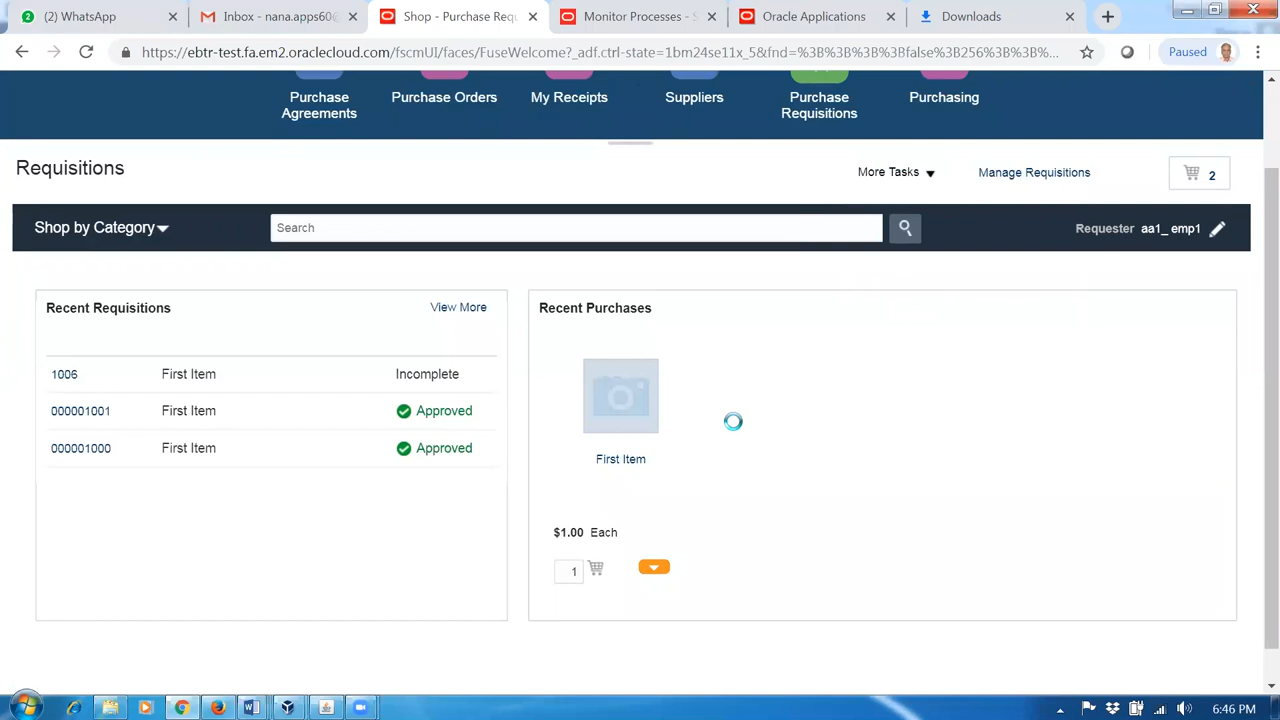 2 WhatsApp
Inbox - nana.apps60@
Shop - Purchase Requ
Monitor Processes - S
Oracle Applications
Downloads
https://ebtr-test.fa.em2.oraclecloud.com/fscmUI/faces/FuseWelcome?_adf.ctrl-state=1bm24se11x_5&fnd=%3B%3B%3B%3Bfalse%3B256%3B%3B%3B...
Paused
Purchase Agreements
Purchase Orders
My Receipts
Suppliers
Purchase Requisitions
Purchasing
Requisitions
More Tasks
Manage Requisitions
2
Shop by Category
Search
Requester aa1_ emp1
Recent Requisitions
View More
1006 First Item Incomplete
000001001 First Item Approved
000001000 First Item Approved
Recent Purchases
First Item
$1.00 Each
1
6:46 PM